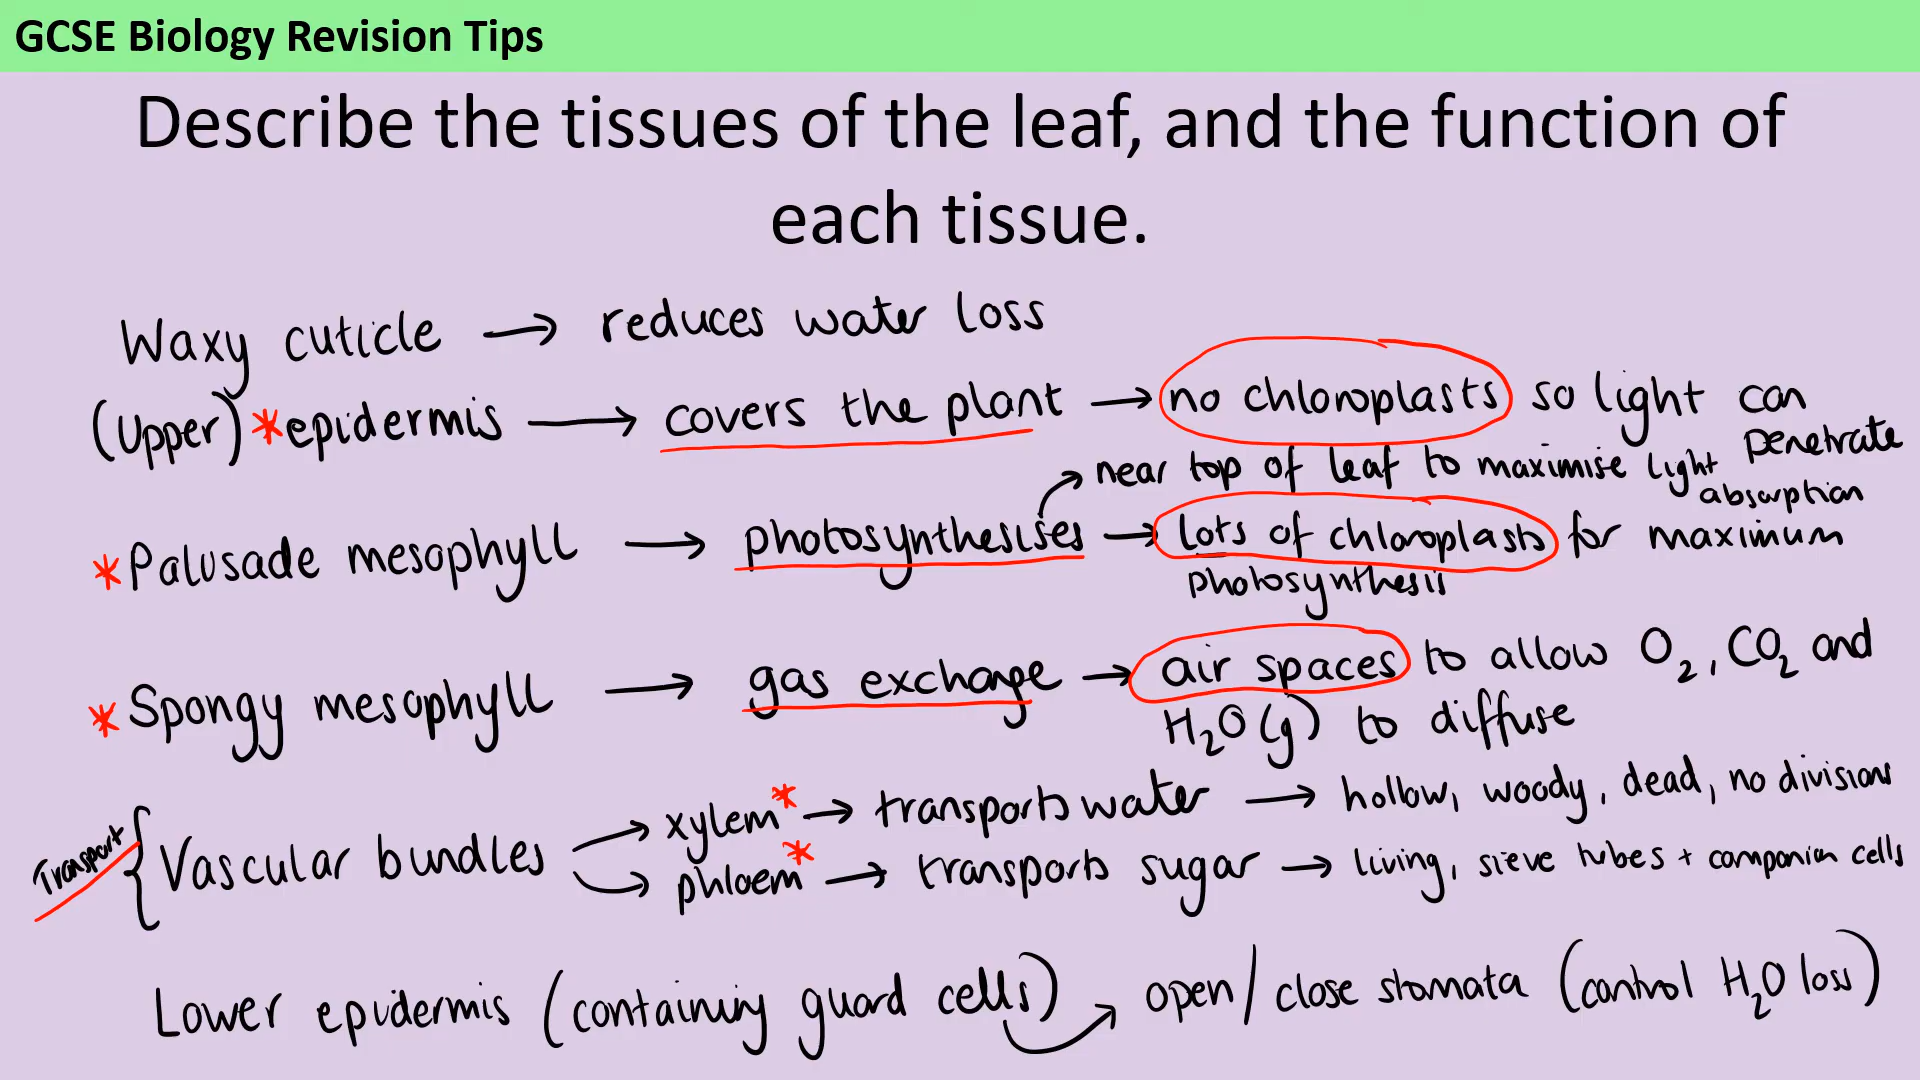 GCSE Biology Revision Tips
Describe the tissues of the leaf, and the function of
each tissue.
Waxy cuticle → reduces water loss
(Upper) *epidermis → covers the plant → no chloroplasts so light can
penetrate
near top of leaf to maximise light
absorption
*Palisade mesophyll → photosynthesises → lots of chloroplasts for maximum
photosynthesis
*Spongy mesophyll → gas exchange → air spaces to allow O₂, CO₂ and
H₂O(g) to diffuse
Transport { Vascular bundles
xylem* → transports water → hollow, woody, dead, no divisions
phloem* → transports sugar → living, sieve tubes + companion cells
Lower epidermis (containing guard cells) → open/close stomata (control H₂O loss)